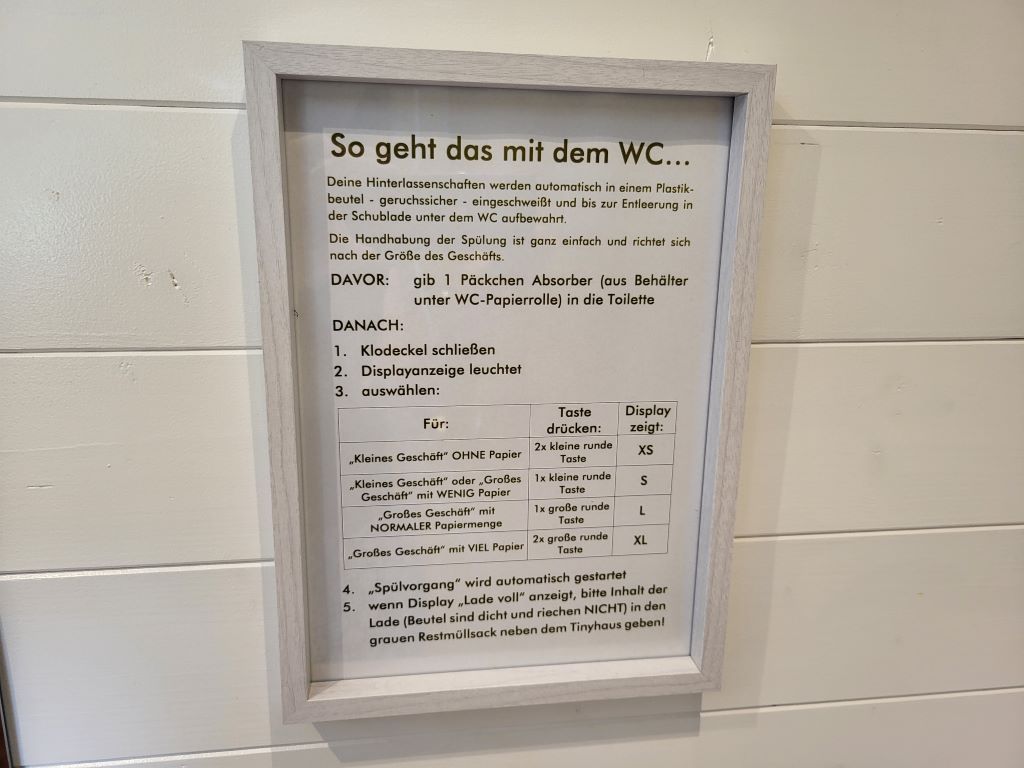 So geht das mit dem WC...
Deine Hinterlassenschaften werden automatisch in einem Plastik-
beutel - geruchssicher - eingeschweißt und bis zur Entleerung in
der Schublade unter dem WC aufbewahrt.
Die Handhabung der Spülung ist ganz einfach und richtet sich
nach der Größe des Geschäfts.
DAVOR: gib 1 Päckchen Absorber (aus Behälter
unter WC-Papierrolle) in die Toilette
DANACH:
1. Klodeckel schließen
2. Displayanzeige leuchtet
3. auswählen:
Für: Taste drücken: Display zeigt:
„Kleines Geschäft" OHNE Papier 2x kleine runde Taste XS
„Kleines Geschäft" oder „Großes Geschäft" mit WENIG Papier 1x kleine runde Taste S
„Großes Geschäft" mit NORMALER Papiermenge 1x große runde Taste L
„Großes Geschäft" mit VIEL Papier 2x große runde Taste XL
4. „Spülvorgang" wird automatisch gestartet
5. wenn Display „Lade voll" anzeigt, bitte Inhalt der
Lade (Beutel sind dicht und riechen NICHT) in den
grauen Restmüllsack neben dem Tinyhaus geben!